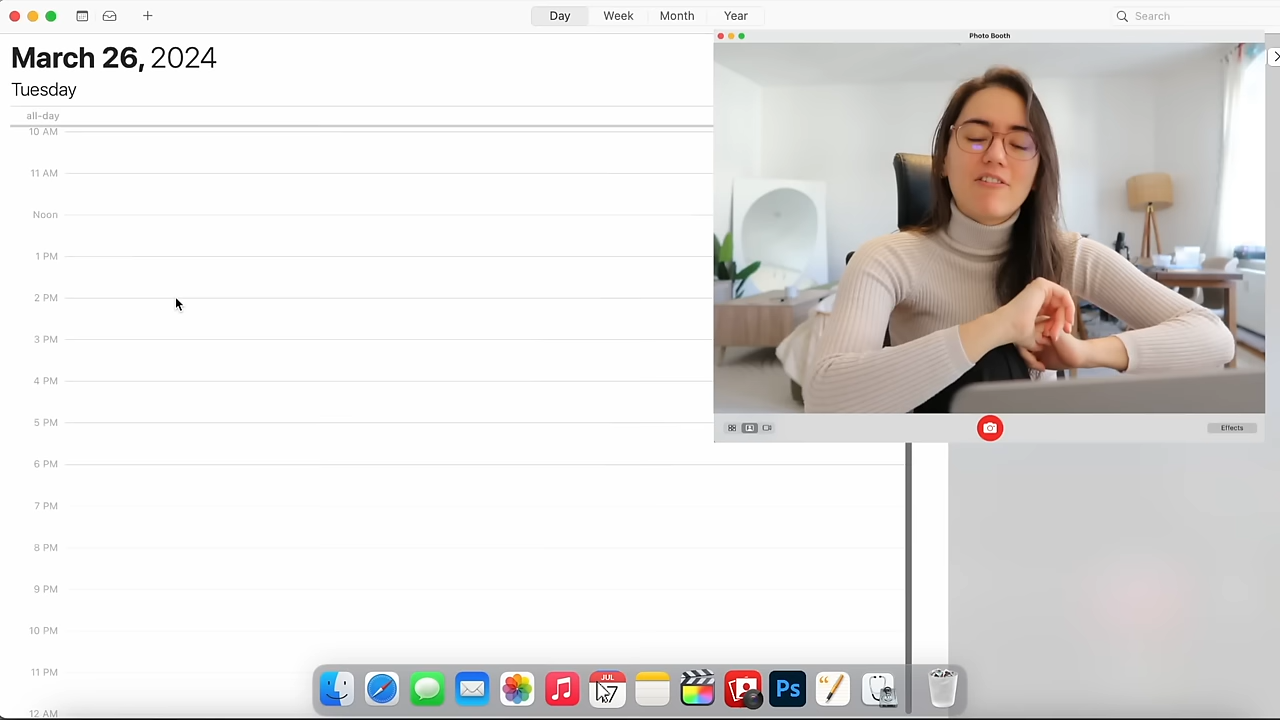 Day Week Month Year
Search
Photo Booth
March 26, 2024
Tuesday
all-day
10 AM
11 AM
Noon
1 PM
2 PM
3 PM
4 PM
5 PM
Effects
6 PM
7 PM
8 PM
9 PM
10 PM
11 PM
JUL
Ps
12 AM